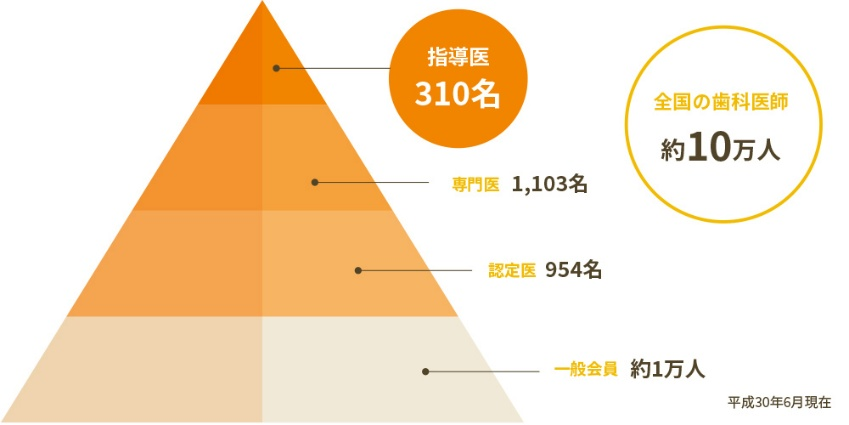 指導医
310名
全国の歯科医師
約10万人
専門医 1,103名
認定医 954名
一般会員 約1万人
平成30年6月現在